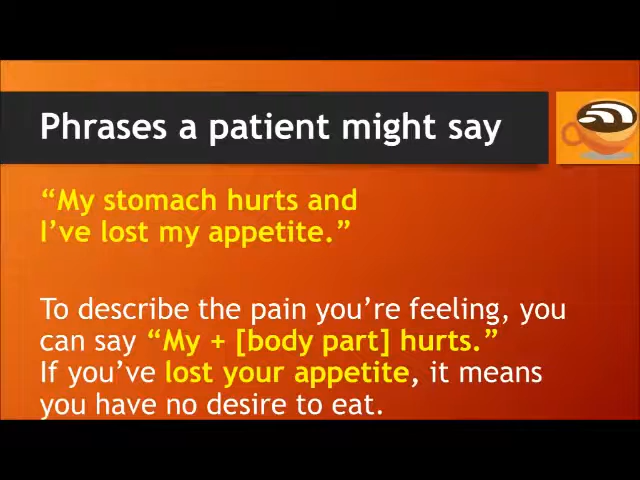 Phrases a patient might say
“My stomach hurts and
I’ve lost my appetite.”
To describe the pain you’re feeling, you
can say “My + [body part] hurts.”
If you’ve lost your appetite, it means
you have no desire to eat.